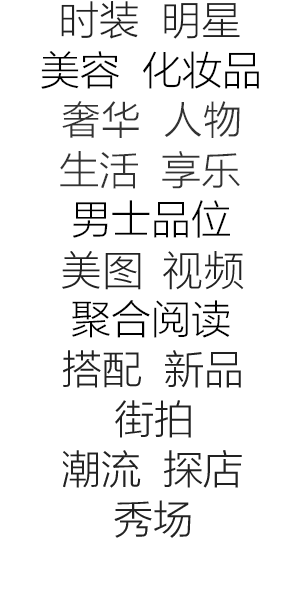 时装 明星
美容 化妆品
奢华 人物
生活 享乐
男士品位
美图 视频
聚合阅读
搭配 新品
街拍
潮流 探店
秀场